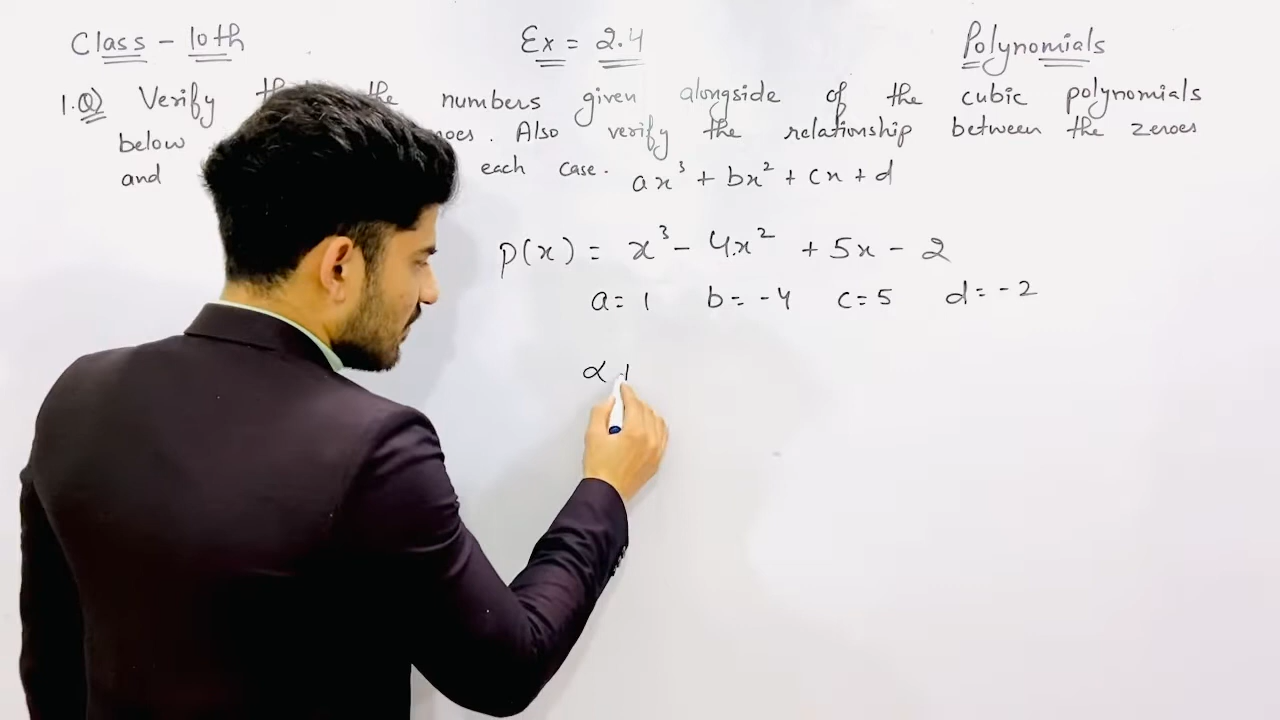 Class - 10th Ex = 2.4 Polynomials
1.Q) Verify the numbers given alongside of the cubic polynomials
below . Also verify the relationship between the zeroes
and each case. ax³ + bx² + cx + d
p(x) = x³ - 4x² + 5x - 2
a = 1 b = -4 c = 5 d = -2
α